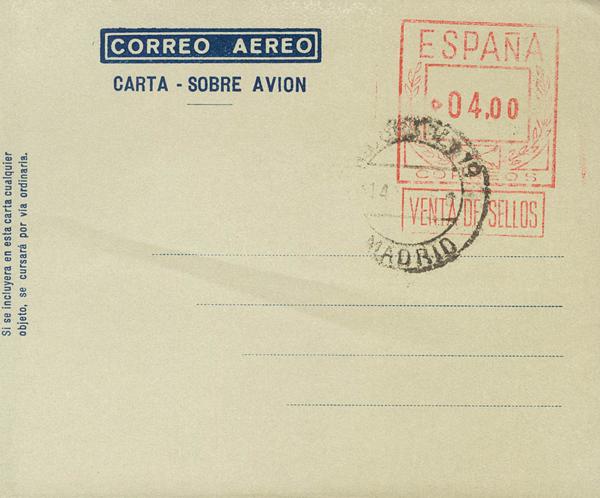 CORREO AEREO
CARTA - SOBRE AVION
ESPAÑA
04.00
CORREOS
VENTA DE SELLOS
14
MADRID
Si se incluyera en esta carta cualquier
objeto, se cursará por vía ordinaria.